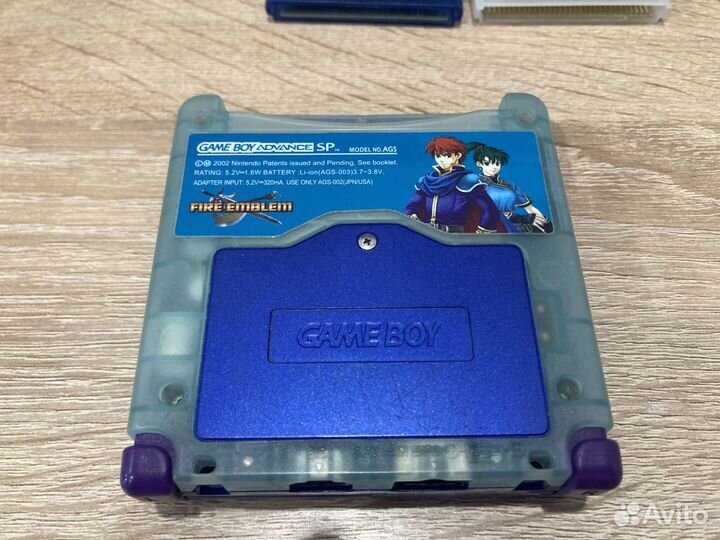 GAME BOY ADVANCE SP™ MODEL NO.AGS
© Ⓜ 2002 Nintendo Patents issued and Pending, See booklet.
RATING: 5.2V⎓1.6W BATTERY :Li-ion(AGS-003)3.7~3.8V,
ADAPTER INPUT: 5.2V⎓320mA. USE ONLY AGS-002(JPN/USA)
FIRE EMBLEM
GAME BOY
Avito